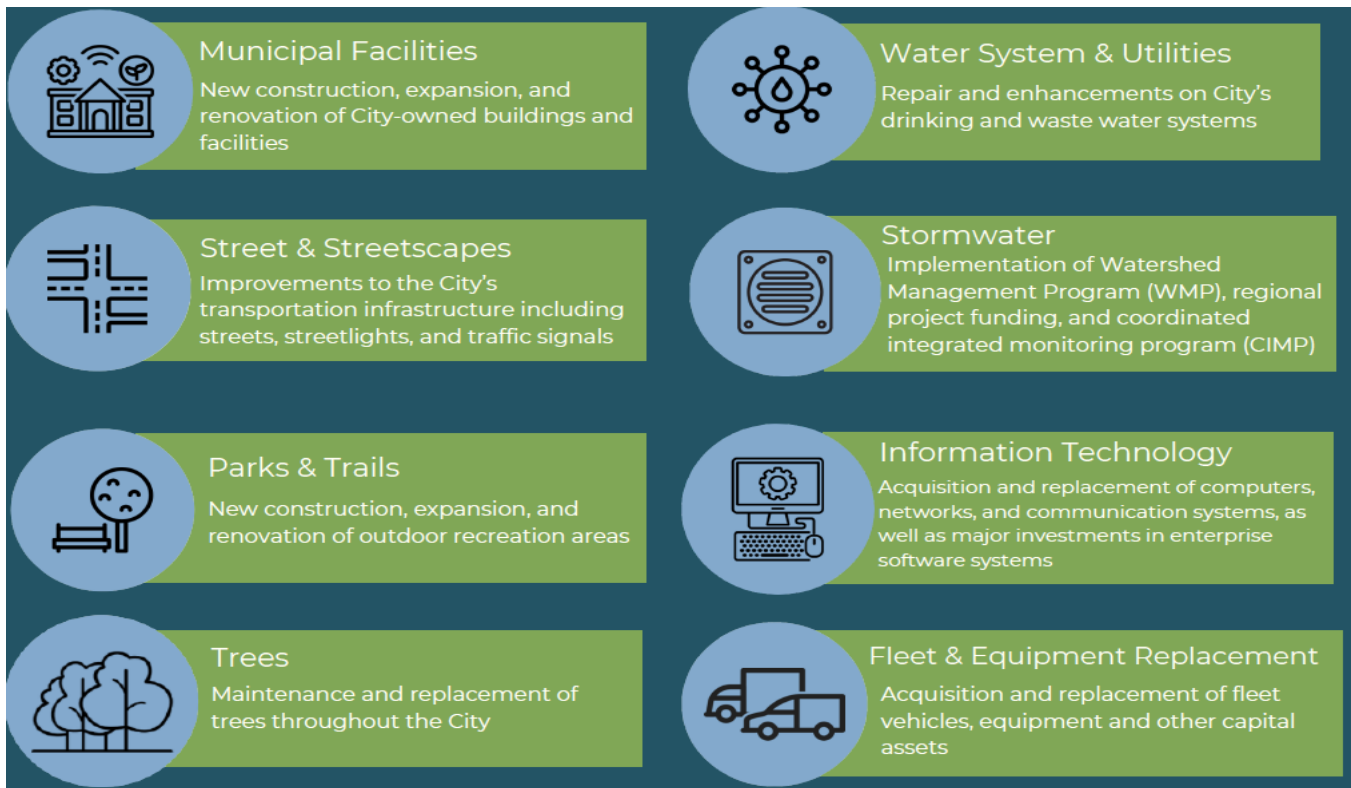 Municipal Facilities
New construction, expansion, and
renovation of City-owned buildings and
facilities
Water System & Utilities
Repair and enhancements on City's
drinking and waste water systems
Street & Streetscapes
Improvements to the City's
transportation infrastructure including
streets, streetlights, and traffic signals
Stormwater
Implementation of Watershed
Management Program (WMP), regional
project funding, and coordinated
integrated monitoring program (CIMP)
Parks & Trails
New construction, expansion, and
renovation of outdoor recreation areas
Information Technology
Acquisition and replacement of computers,
networks, and communication systems, as
well as major investments in enterprise
software systems
Trees
Maintenance and replacement of
trees throughout the City
Fleet & Equipment Replacement
Acquisition and replacement of fleet
vehicles, equipment and other capital
assets